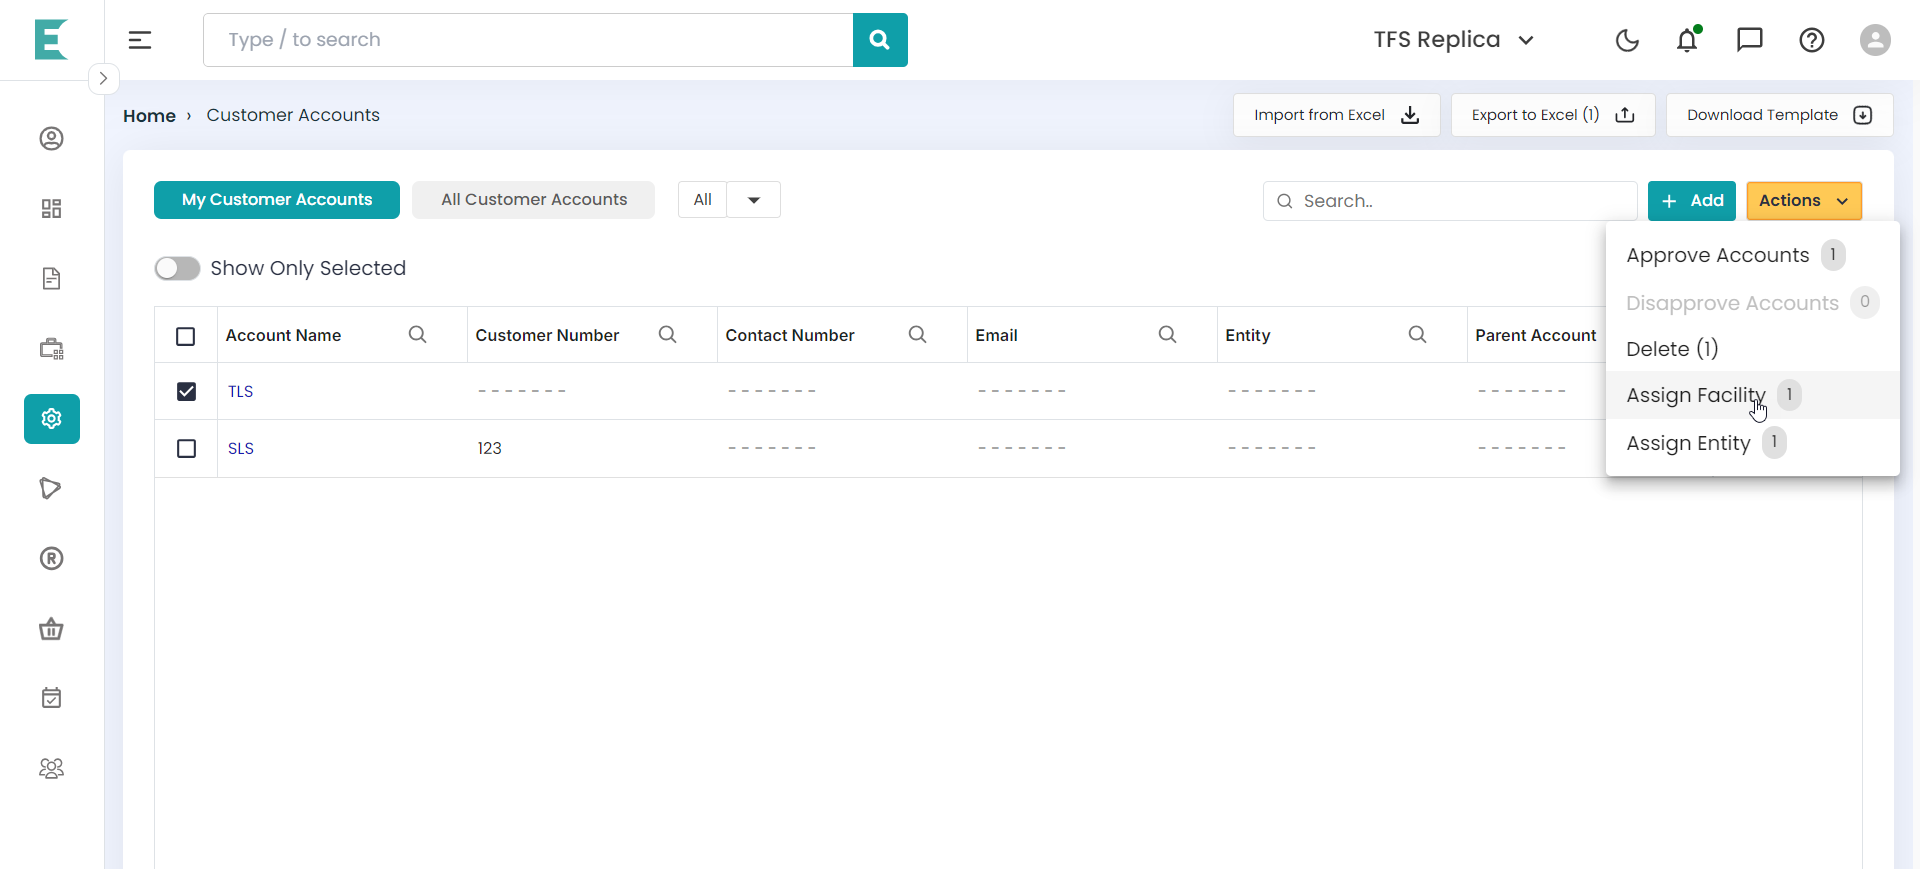 E
Type / to search
TFS Replica
Home › Customer Accounts
Import from Excel
Export to Excel (1)
Download Template
My Customer Accounts
All Customer Accounts
All
Search..
+ Add
Actions
Approve Accounts 1
Disapprove Accounts 0
Delete (1)
Assign Facility 1
Assign Entity 1
Show Only Selected
Account Name
Customer Number
Contact Number
Email
Entity
Parent Account
TLS
- - - - - - -
- - - - - - -
- - - - - - -
- - - - - - -
- - - - - - -
SLS
123
- - - - - - -
- - - - - - -
- - - - - - -
- - - - - - -
R